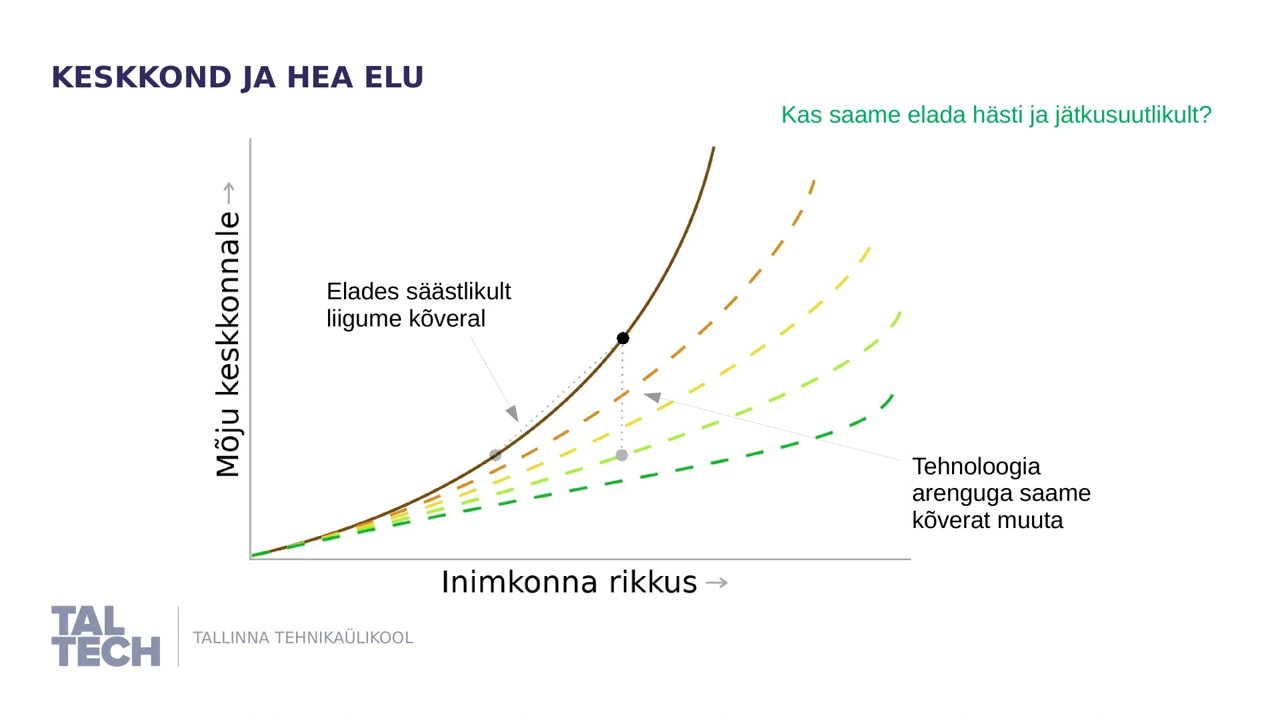 KESKKOND JA HEA ELU
Kas saame elada hästi ja jätkusuutlikult?
Mõju keskkonnale →
Elades säästlikult
liigume kõveral
Tehnoloogia
arenguga saame
kõverat muuta
Inimkonna rikkus →
TAL
TECH
TALLINNA TEHNIKAÜLIKOOL